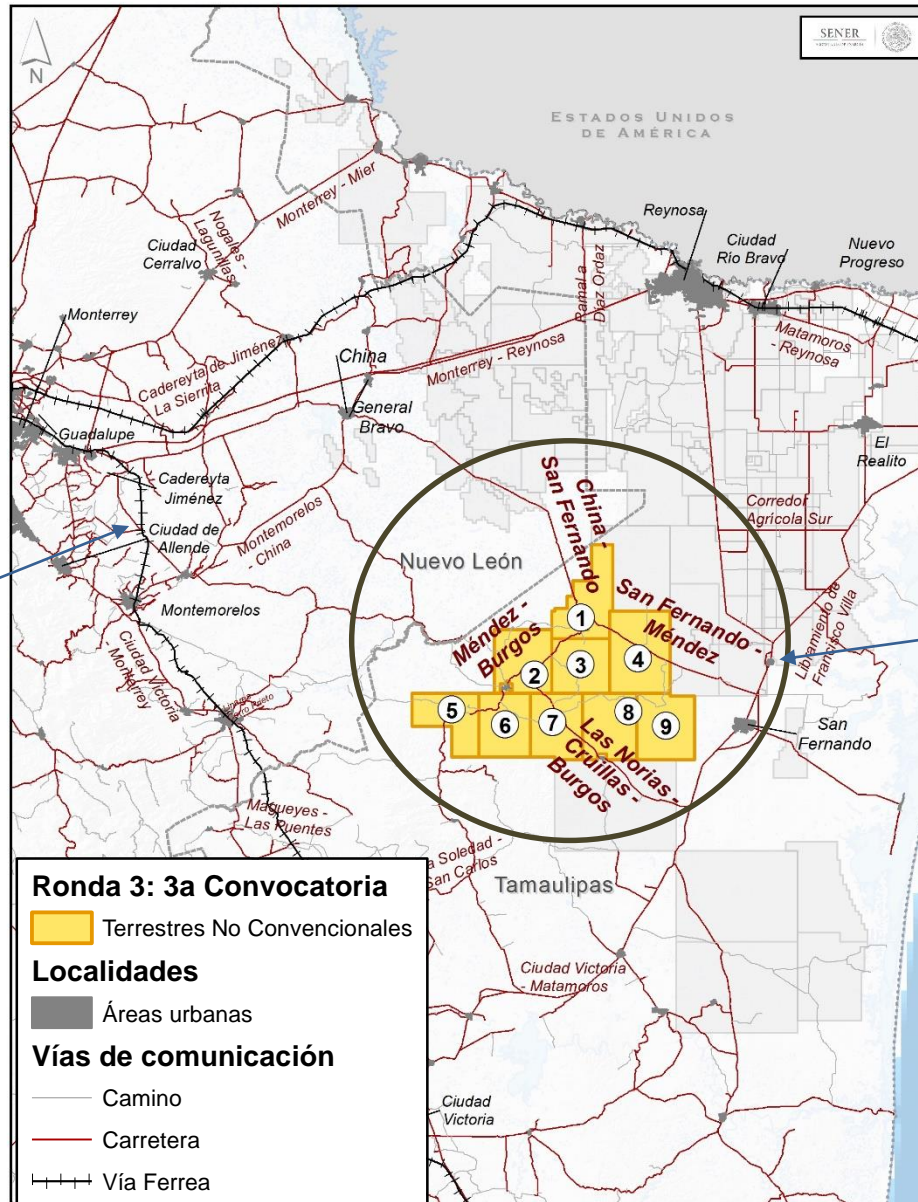 N
SENER
ESTADOS UNIDOS
DE AMÉRICA
Monterrey - Mier
Nogales -
Lagunillas
Ciudad
Cerralvo
Reynosa
Ciudad
Río Bravo
Nuevo
Progreso
Ramal a
Díaz Ordaz
Monterrey
Cadereyta de Jiménez
La Sierrita
China
Monterrey - Reynosa
Matamoros
- Reynosa
General
Bravo
Guadalupe
El
Realito
Cadereyta
Jiménez
Ciudad de
Allende
Montemorelos
- China
China -
San Fernando
Corredor
Agrícola Sur
Nuevo León
Montemorelos
Méndez -
Burgos
San Fernando -
Méndez
Libramiento de
Francisco Villa
Ciudad Victoria
- Monterrey
1
2
3
4
5
6
7
8
9
San
Fernando
Las Norias -
Cruillas -
Burgos
Magueyes -
Las Puentes
a Soledad -
San Carlos
Tamaulipas
Ciudad Victoria
- Matamoros
Ciudad
Victoria
Ronda 3: 3a Convocatoria
Terrestres No Convencionales
Localidades
Áreas urbanas
Vías de comunicación
Camino
Carretera
Vía Ferrea